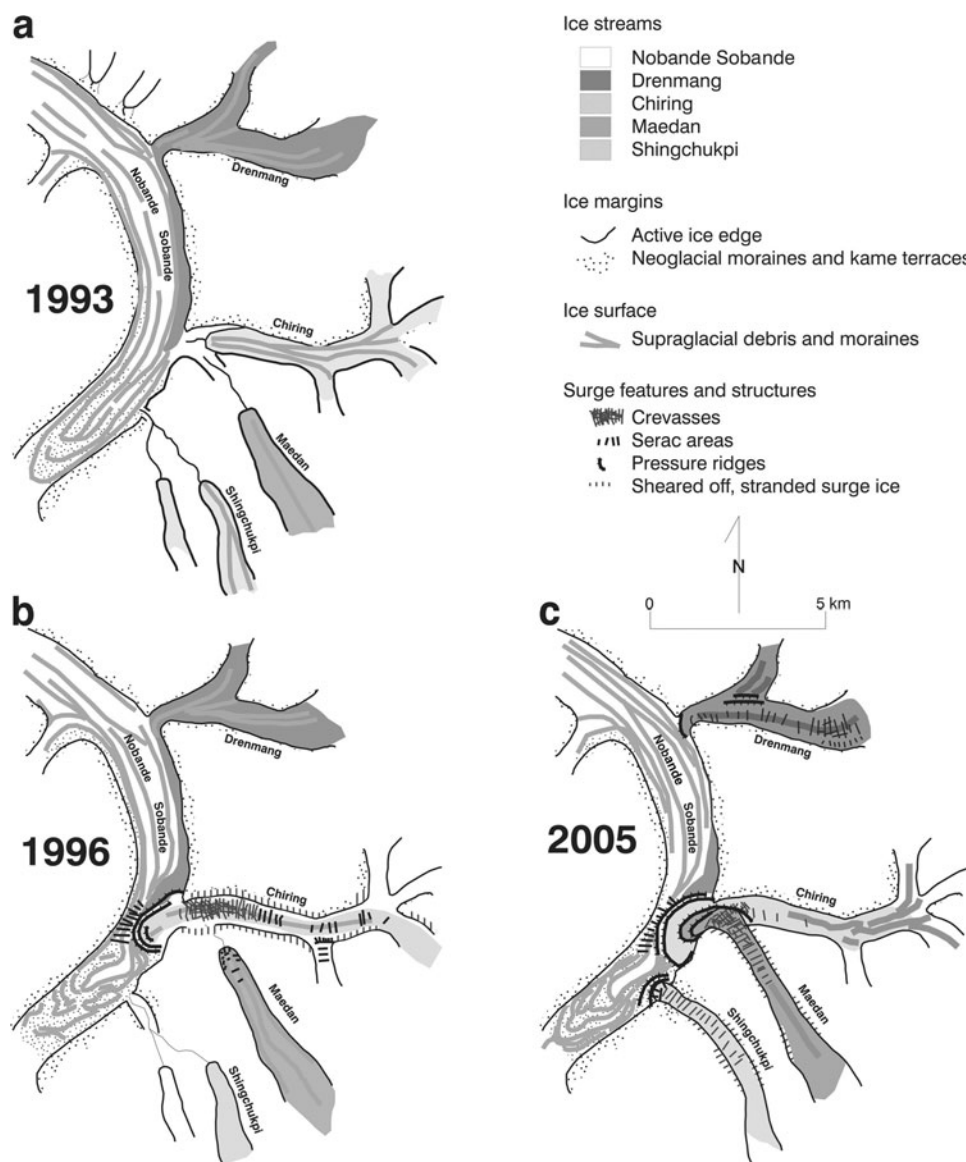 a
1993
Nobande
Sobande
Drenmang
Chiring
Maedan
Shingchukpi
Ice streams
Nobande Sobande
Drenmang
Chiring
Maedan
Shingchukpi
Ice margins
Active ice edge
Neoglacial moraines and kame terraces
Ice surface
Supraglacial debris and moraines
Surge features and structures
Crevasses
Serac areas
Pressure ridges
Sheared off, stranded surge ice
N
0 5 km
b
1996
Nobande
Sobande
Drenmang
Chiring
Maedan
Shingchukpi
c
2005
Nobande
Sobande
Drenmang
Chiring
Maedan
Shingchukpi